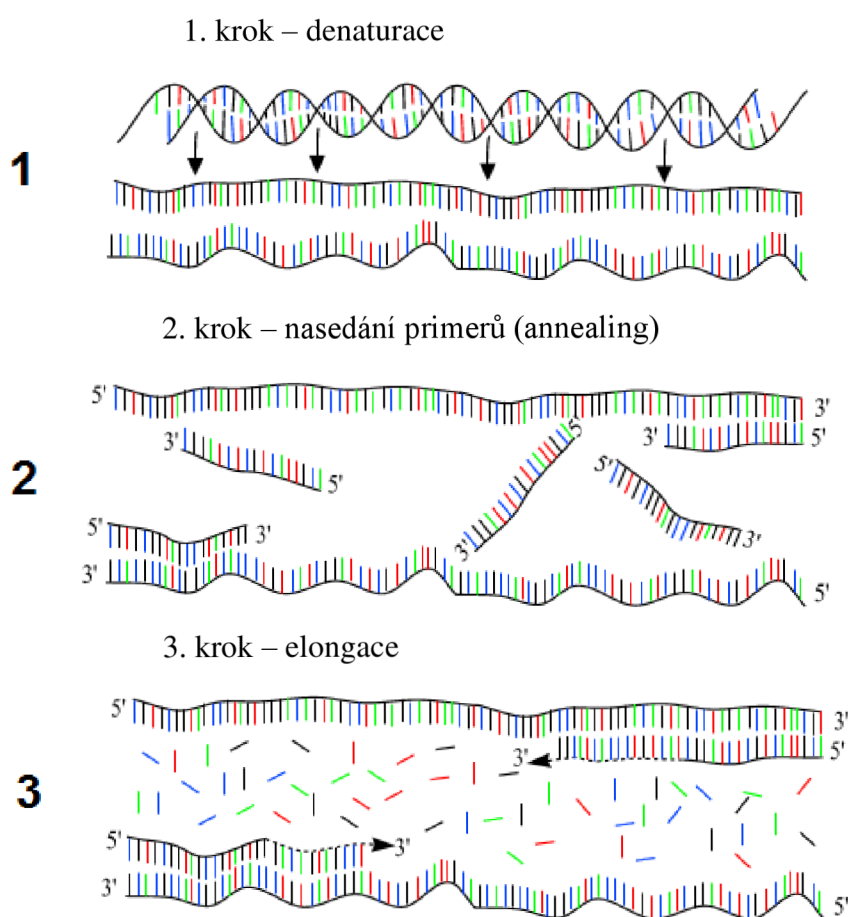 1. krok – denaturace
1
2. krok – nasedání primerů (annealing)
5' 3'
3' 5' 5' 3' 5'
2
5' 3' 3' 5' 3'
3' 5'
3. krok – elongace
5' 3'
3' 5'
3
5' 3'
3' 5'